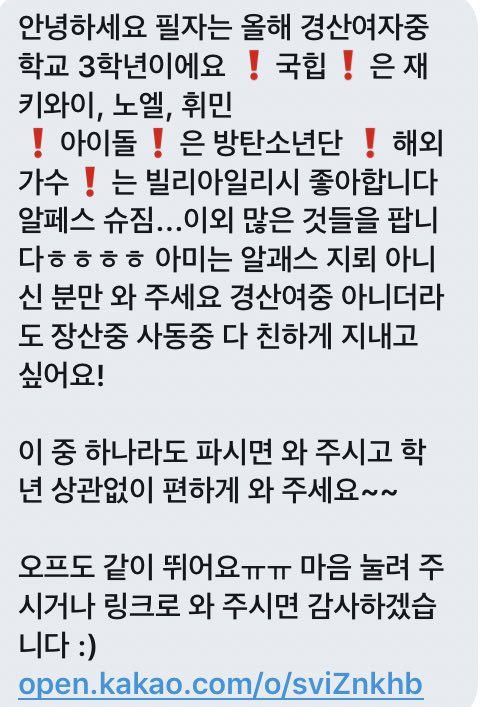 안녕하세요 필자는 올해 경산여자중
학교 3학년이에요 ❗ 국힙 ❗ 은 재
키와이, 노엘, 휘민
❗ 아이돌 ❗ 은 방탄소년단 ❗ 해외
가수 ❗ 는 빌리아일리시 좋아합니다
알페스 슈짐...이외 많은 것들을 팝니
다ㅎㅎㅎㅎ 아미는 알괘스 지뢰 아니
신 분만 와 주세요 경산여중 아니더라
도 장산중 사동중 다 친하게 지내고
싶어요!
이 중 하나라도 파시면 와 주시고 학
년 상관없이 편하게 와 주세요~~
오프도 같이 뛰어요ㅠㅠ 마음 눌려 주
시거나 링크로 와 주시면 감사하겠습
니다 :)
open.kakao.com/o/sviZnkhb